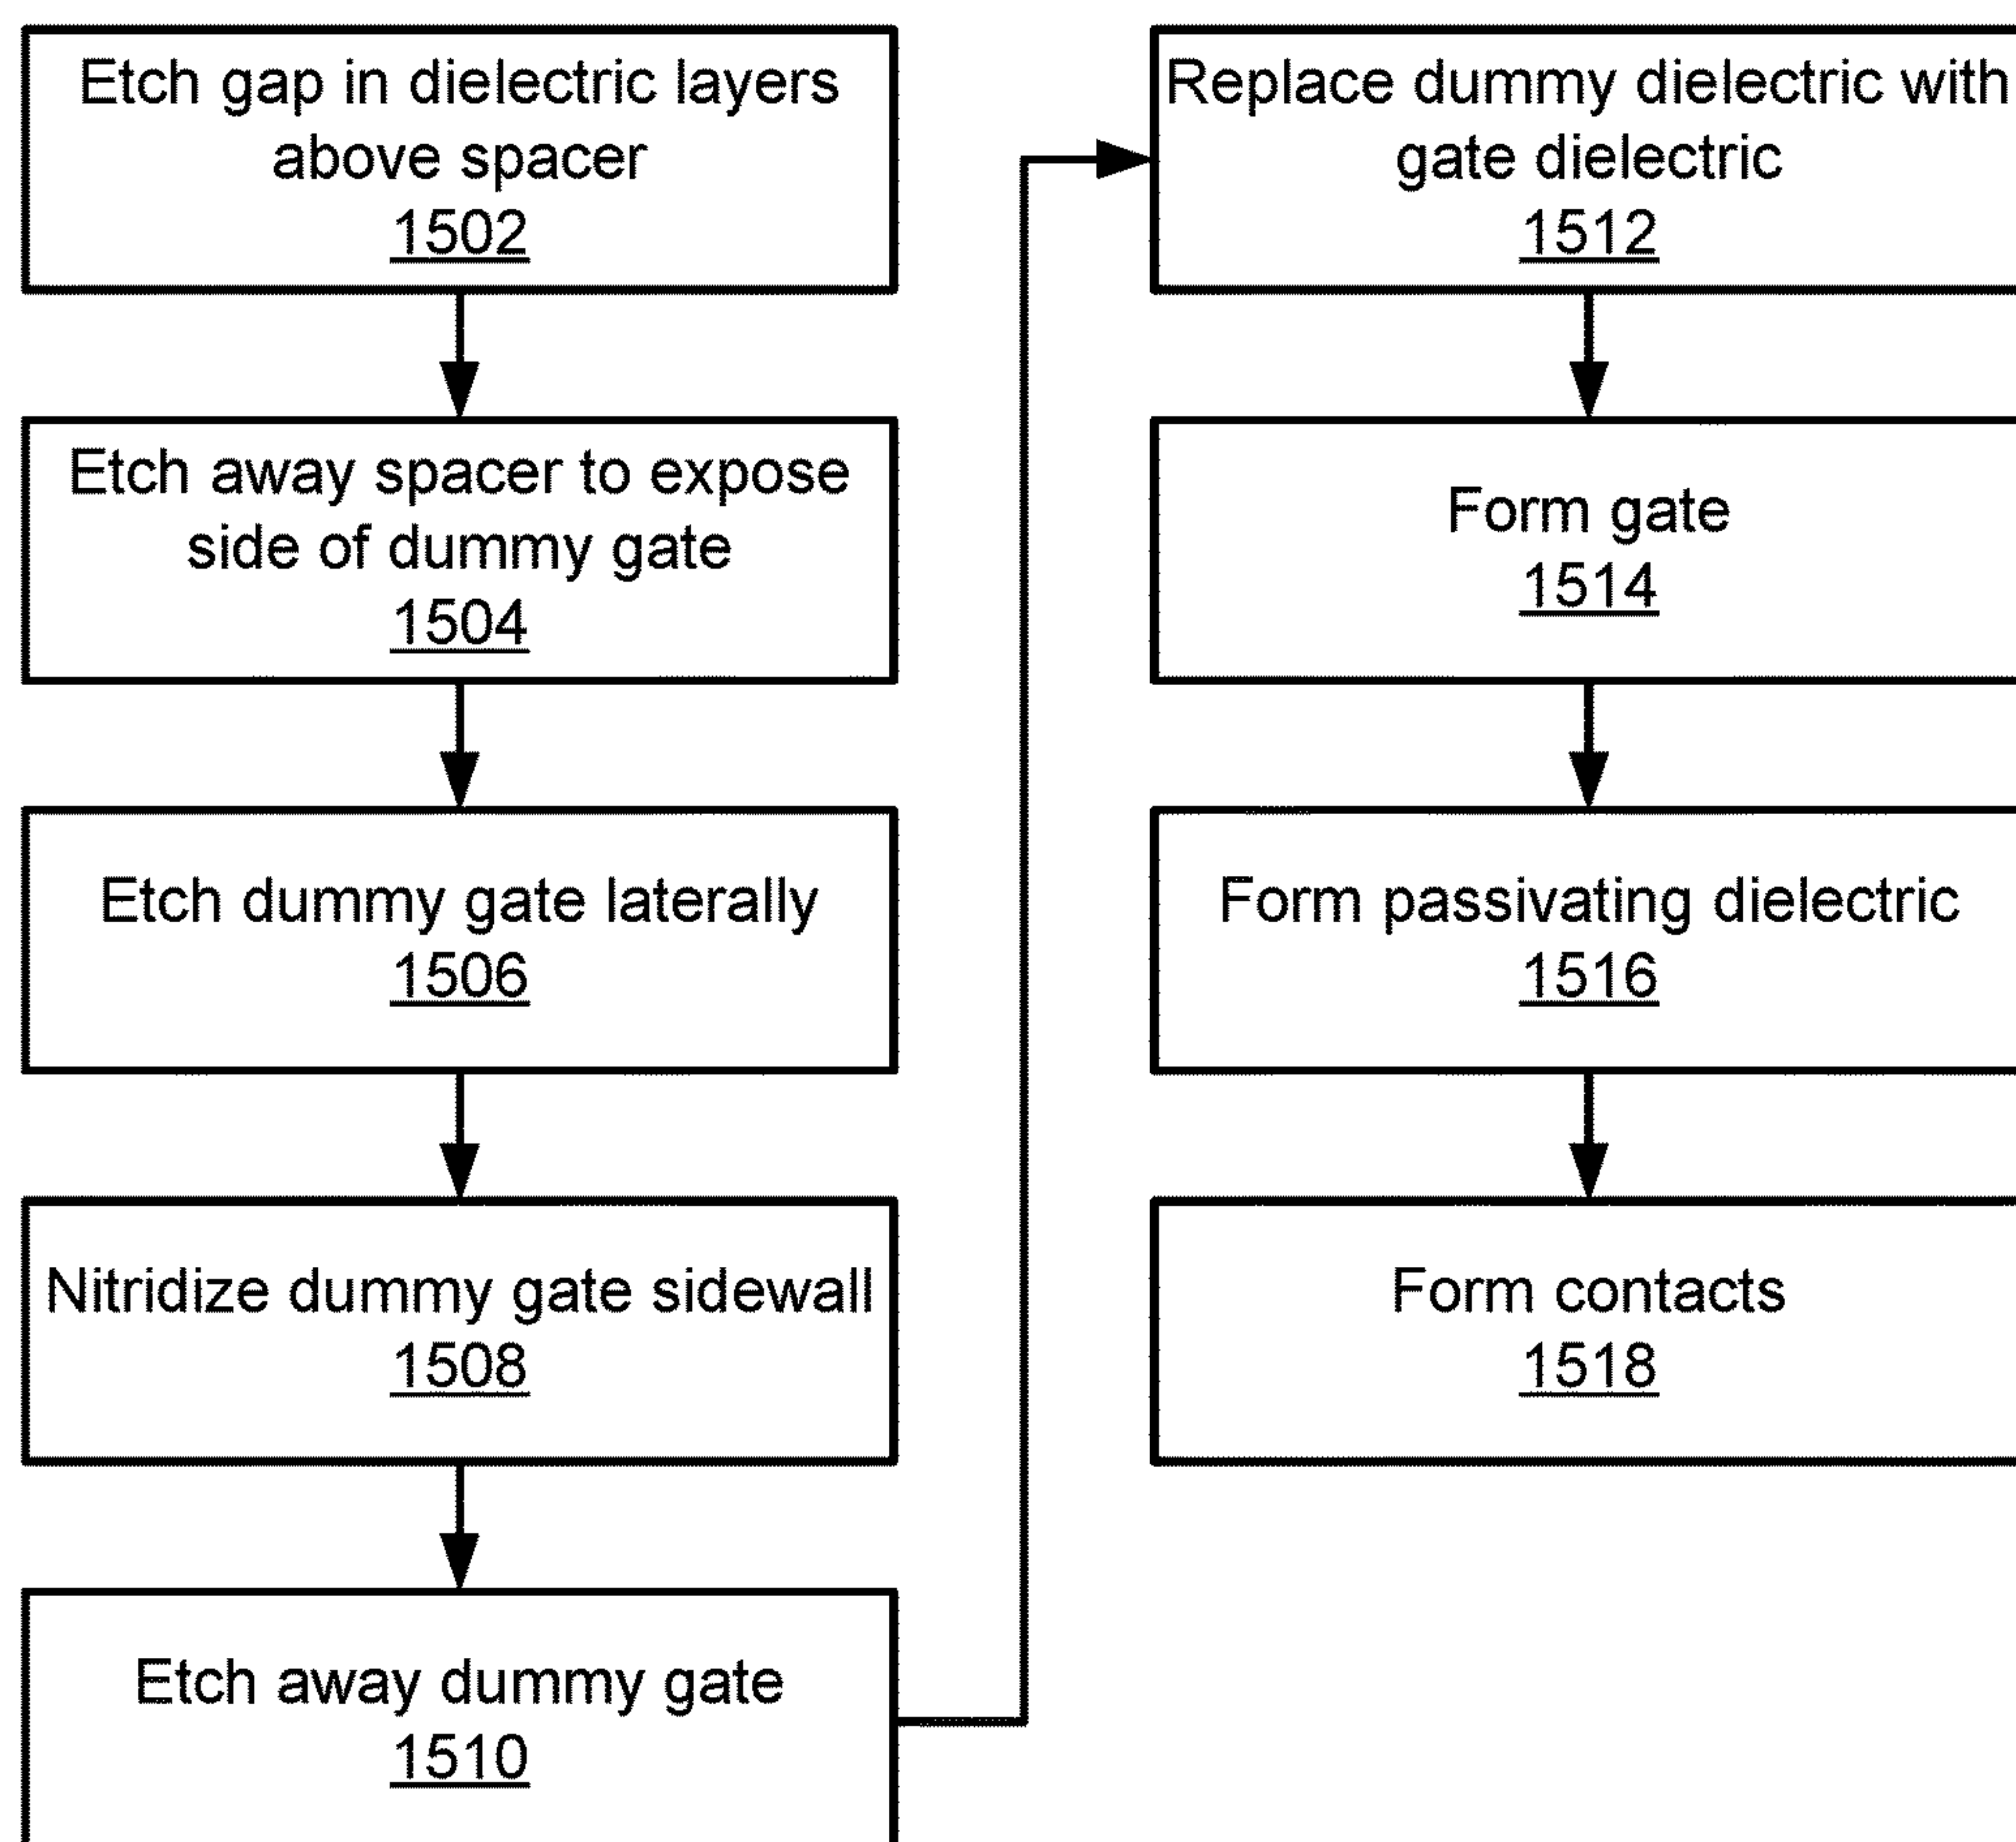 Etch gap in dielectric layers
above spacer
1502
Etch away spacer to expose
side of dummy gate
1504
Etch dummy gate laterally
1506
Nitridize dummy gate sidewall
1508
Etch away dummy gate
1510
Replace dummy dielectric with
gate dielectric
1512
Form gate
1514
Form passivating dielectric
1516
Form contacts
1518